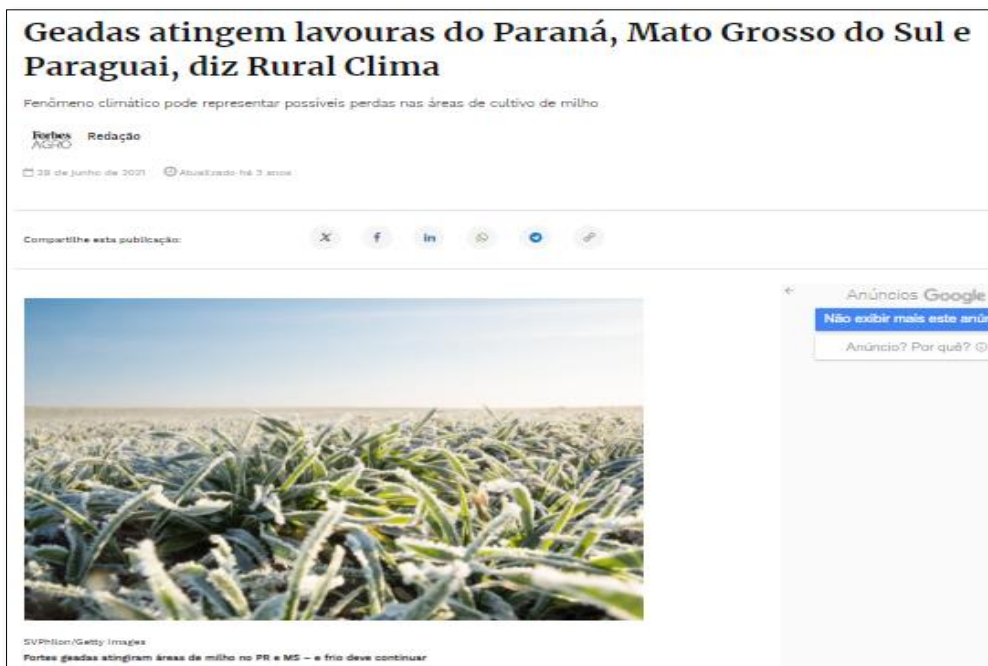 Geadas atingem lavouras do Paraná, Mato Grosso do Sul e
Paraguai, diz Rural Clima
Fenômeno climático pode representar possíveis perdas nas áreas de cultivo de milho
Forbes
AGRO
Redação
28 de junho de 2021 Atualizado há 3 anos
Compartilhe esta publicação:
Anúncios Google
Não exibir mais este anún
Anúncio? Por quê?
SVPhilon/Getty Images
Fortes geadas atingiram áreas de milho no PR e MS – e frio deve continuar